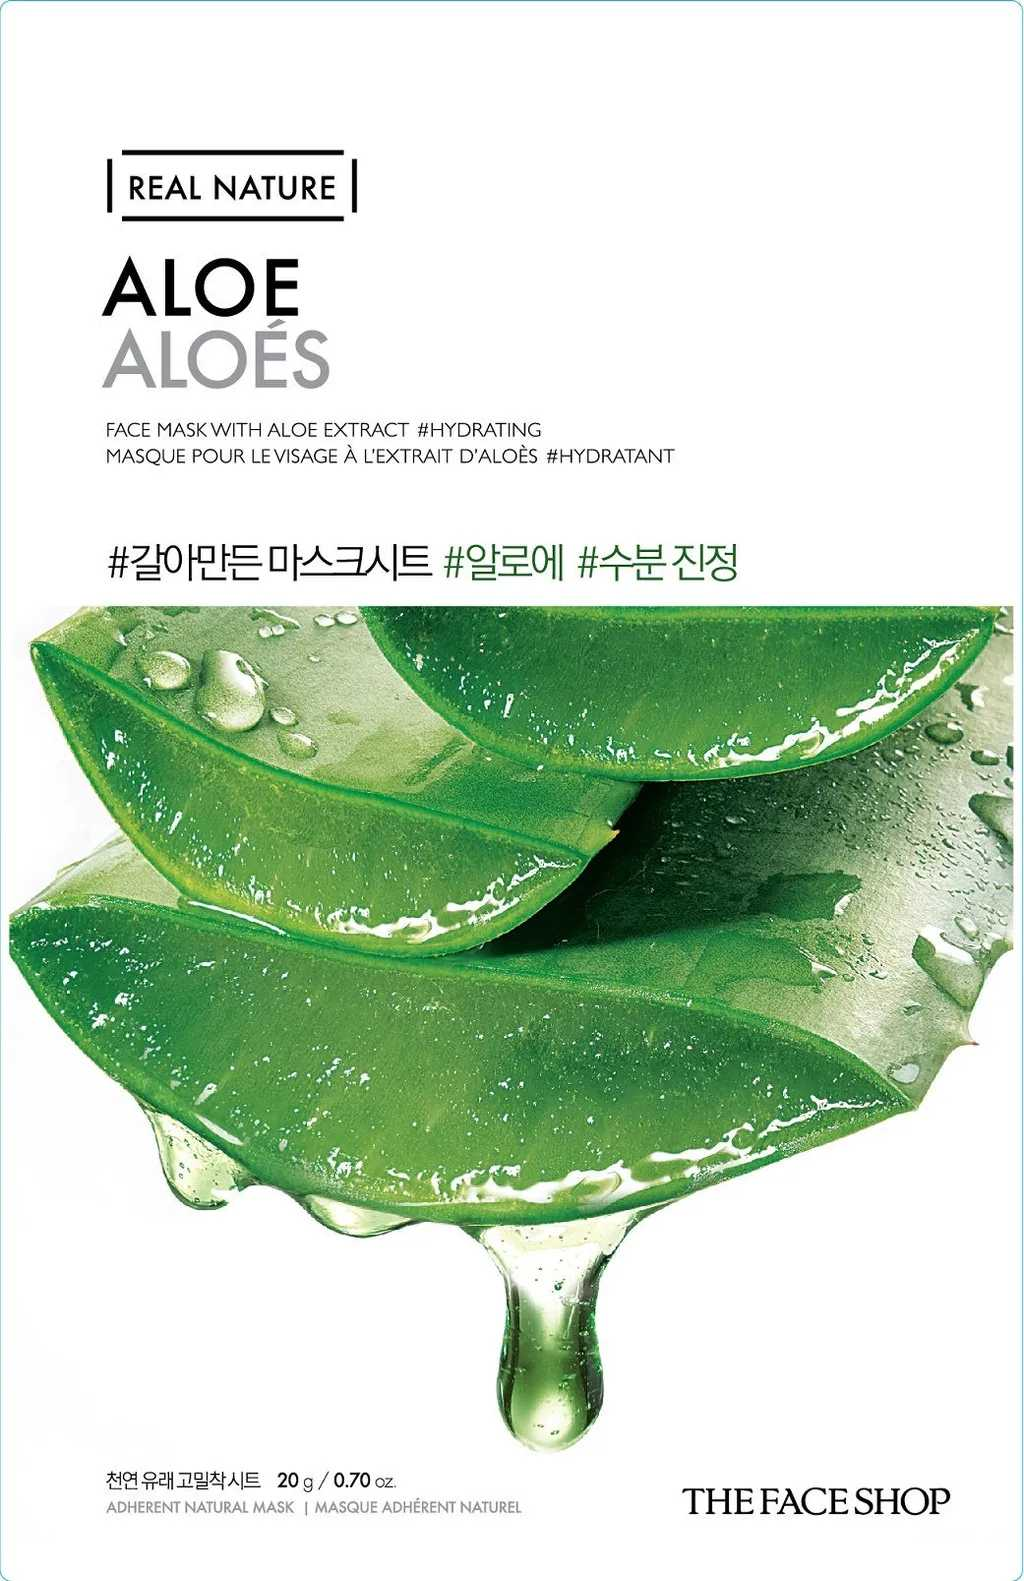 REAL NATURE
ALOE
ALOÉS
FACE MASK WITH ALOE EXTRACT #HYDRATING
MASQUE POUR LE VISAGE À L'EXTRAIT D'ALOÈS #HYDRATANT
#갈아만든 마스크시트 #알로에 #수분 진정
천연 유래 고밀착 시트 20 g / 0.70 oz.
ADHERENT NATURAL MASK | MASQUE ADHÉRENT NATUREL
THE FACE SHOP